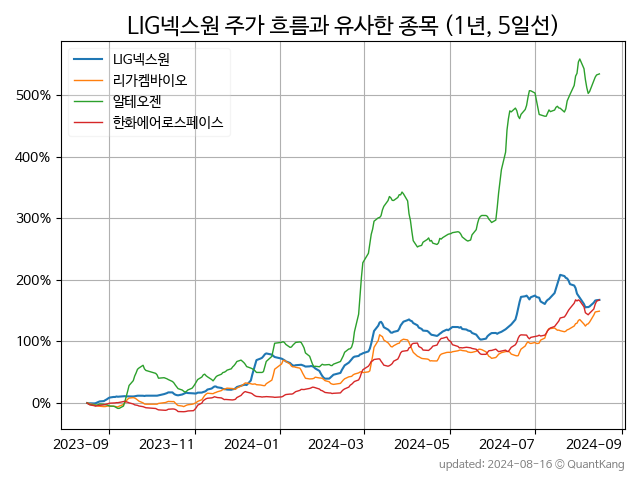 LIG넥스원 주가 흐름과 유사한 종목 (1년, 5일선)
LIG넥스원
리가켐바이오
알테오젠
한화에어로스페이스
500%
400%
300%
200%
100%
0%
2023-09 2023-11 2024-01 2024-03 2024-05 2024-07 2024-09
updated: 2024-08-16 © QuantKang